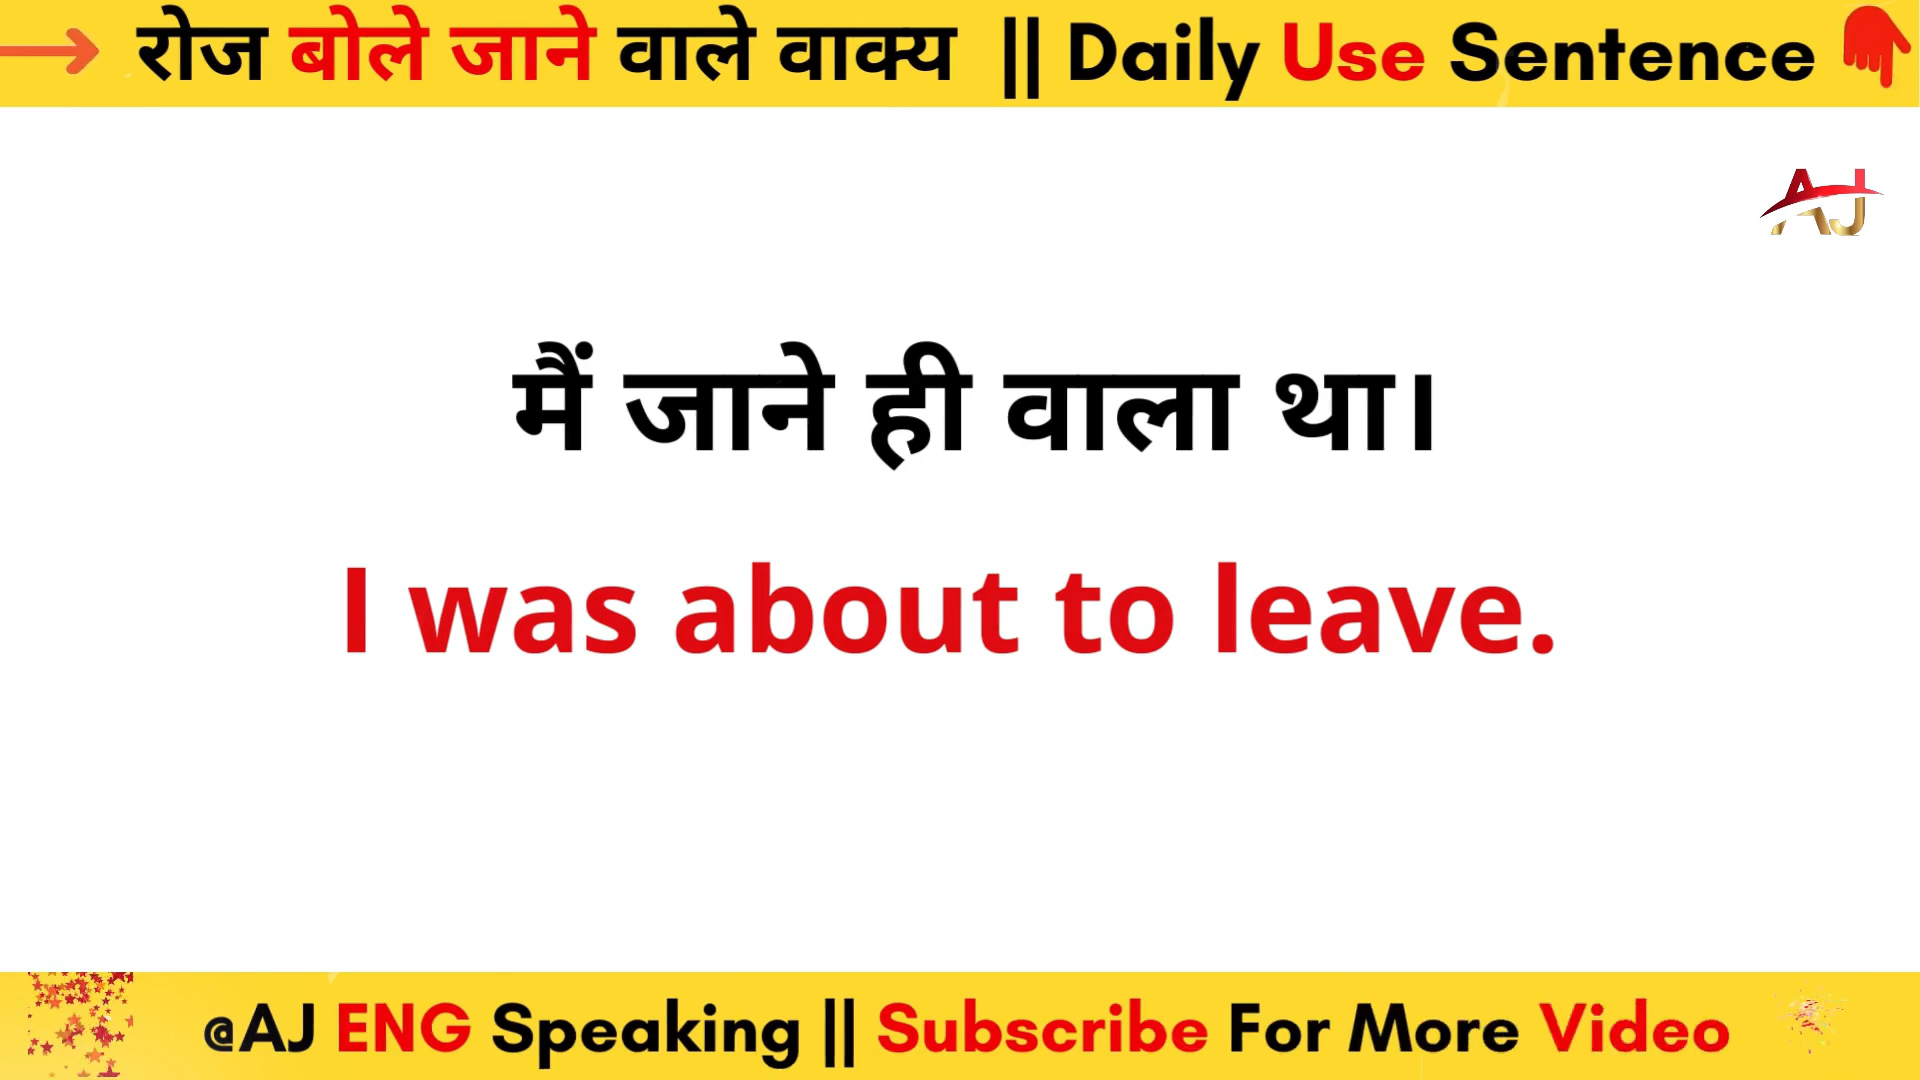 रोज बोले जाने वाले वाक्य || Daily Use Sentence
AJ
मैं जाने ही वाला था।
I was about to leave.
@AJ ENG Speaking || Subscribe For More Video